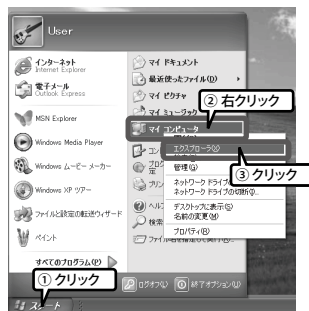 User
インターネット
Internet Explorer
電子メール
Outlook Express
MSN Explorer
Windows Media Player
Windows ムービー メーカー
Windows XP ツアー
ファイルと設定の転送ウィザード
ペイント
すべてのプログラム(P)
① クリック
スタート
マイ ドキュメント
最近使ったファイル(D)
マイ ピクチャ
② 右クリック
マイ ミュージック
マイ コンピュータ
エクスプローラ(X)
管理(G)
③ クリック
ネットワーク ドライブ
ネットワーク ドライブの切断(I)...
デスクトップに表示(S)
名前の変更(M)
プロパティ(R)
ログオフ(L)
終了オプション(U)